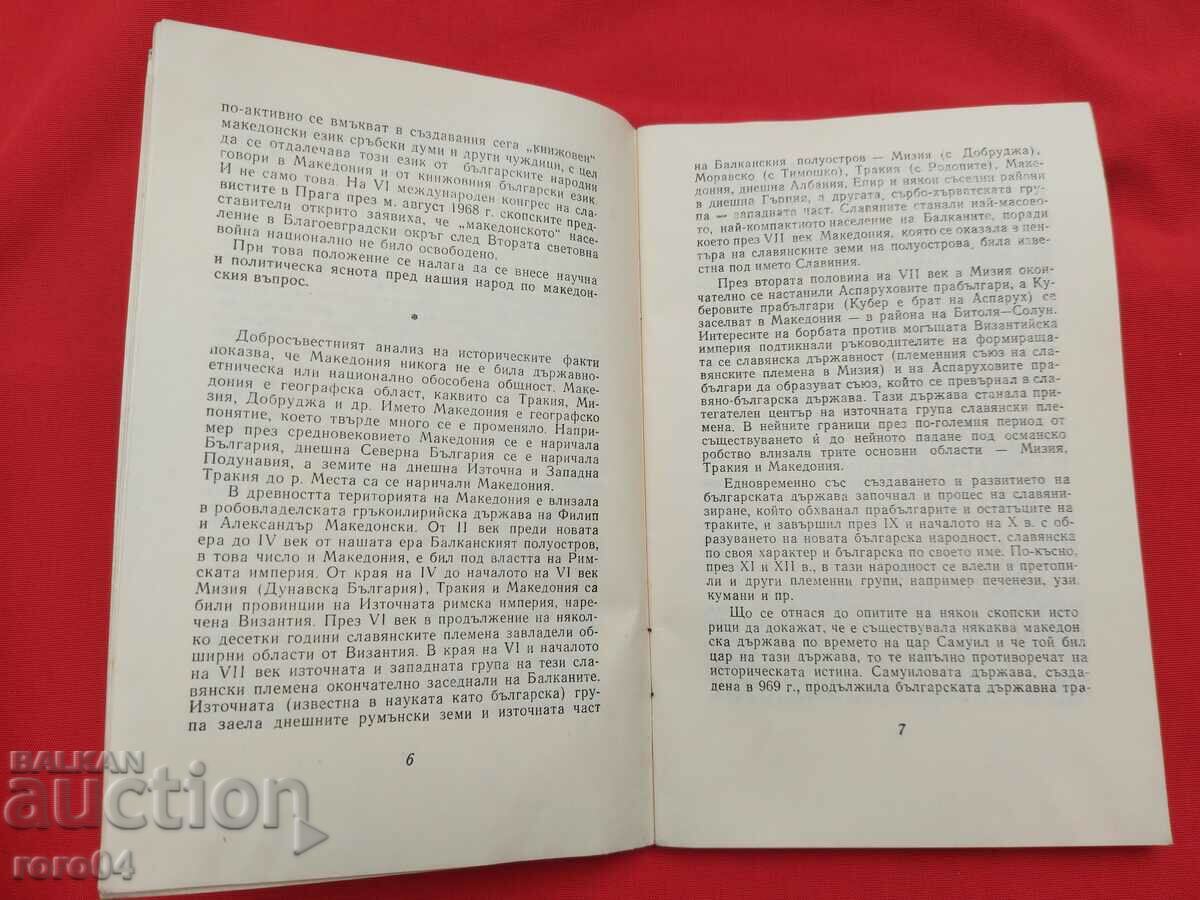 по-активно се вмъкват в създавания сега „книжовен“
македонски език сръбски думи и други чуждици, с цел
да се отдалечава този език от българските народни
говори в Македония и от книжовния български език.
И не само това. На VI международен конгрес на сла-
вистите в Прага през м. август 1968 г. скопските пред-
ставители открито заявиха, че „македонското“ насе-
ление в Благоевградски окръг след Втората световна
война национално не било освободено.
При това положение се налага да се внесе научна
и политическа яснота пред нашия народ по македон-
ския въпрос.
*
Добросъвестният анализ на историческите факти
показва, че Македония никога не е била държавно-
етническа или национално обособена общност. Маке-
дония е географска област, каквито са Тракия, Ми-
зия, Добруджа и др. Името Македония е географско
понятие, което твърде много се е променяло. Напри-
мер през средновековието Македония се е наричала
България, днешна Северна България се е наричала
Подунавия, а земите на днешна Източна и Западна
Тракия до р. Места са се наричали Македония.
В древността територията на Македония е влизала
в робовладелската гръкоилирийска държава на Филип
и Александър Македонски. От II век преди новата
ера до IV век от нашата ера Балканският полуостров,
в това число и Македония, е бил под властта на Рим-
ската империя. От края на IV до началото на VI век
Мизия (Дунавска България), Тракия и Македония са
били провинции на Източната римска империя, наре-
чена Византия. През VI век в продължение на някол-
ко десетки години славянските племена завладели об-
ширни области от Византия. В края на VI и началото
на VII век източната и западната група на тези сла-
вянски племена окончателно заседнали на Балканите.
Източната (известна в науката като българска) гру-
па заела днешните румънски земи и източната част
6
на Балканския полуостров — Мизия (с Добруджа),
Моравско (с Тимошко), Тракия (с Родопите), Маке-
дония, днешна Албания, Епир и някои съседни райони
в днешна Гърция, а другата, сърбо-хърватската гру-
па — западната част. Славяните станали най-масово-
то, най-компактното население на Балканите, поради
което през VII век Македония, която се оказала в цен-
търа на славянските земи на полуострова, била изве-
стна под името Славиния.
През втората половина на VII век в Мизия окон-
чателно се настанили Аспаруховите прабългари, а Ку-
беровите прабългари (Кубер е брат на Аспарух) се
заселват в Македония — в района на Битоля—Солун.
Интересите на борбата против могъщата Византийска
империя подтикнали ръководителите на формираща-
та се славянска държавност (племенния съюз на сла-
вянските племена в Мизия) и на Аспаруховите пра-
българи да образуват съюз, който се превърнал в сла-
вяно-българска държава. Тази държава станала при-
тегателен център на източната група славянски пле-
мена. В нейните граници през по-големия период от
съществуването ѝ до нейното падане под османско
робство влизали трите основни области — Мизия,
Тракия и Македония.
Едновременно със създаването и развитието на
българската държава започнал и процес на славяни-
зиране, който обхванал прабългарите и остатъците на
траките, и завършил през IX и началото на X в. с об-
разуването на новата българска народност, славянска
по своя характер и българска по своето име. По-късно,
през XI и XII в., в тази народност се влели и претопи-
ли и други племенни групи, например печенези, узи,
кумани и пр.
Що се отнася до опитите на някои скопски исто
рици да докажат, че е съществувала някаква македон
ска държава по времето на цар Самуил и че той бил
цар на тази държава, то те напълно противоречат на
историческата истина. Самуиловата държава, създа-
дена в 969 г., продължила българската държавна тра-
7
BALKAN
auction
roro04